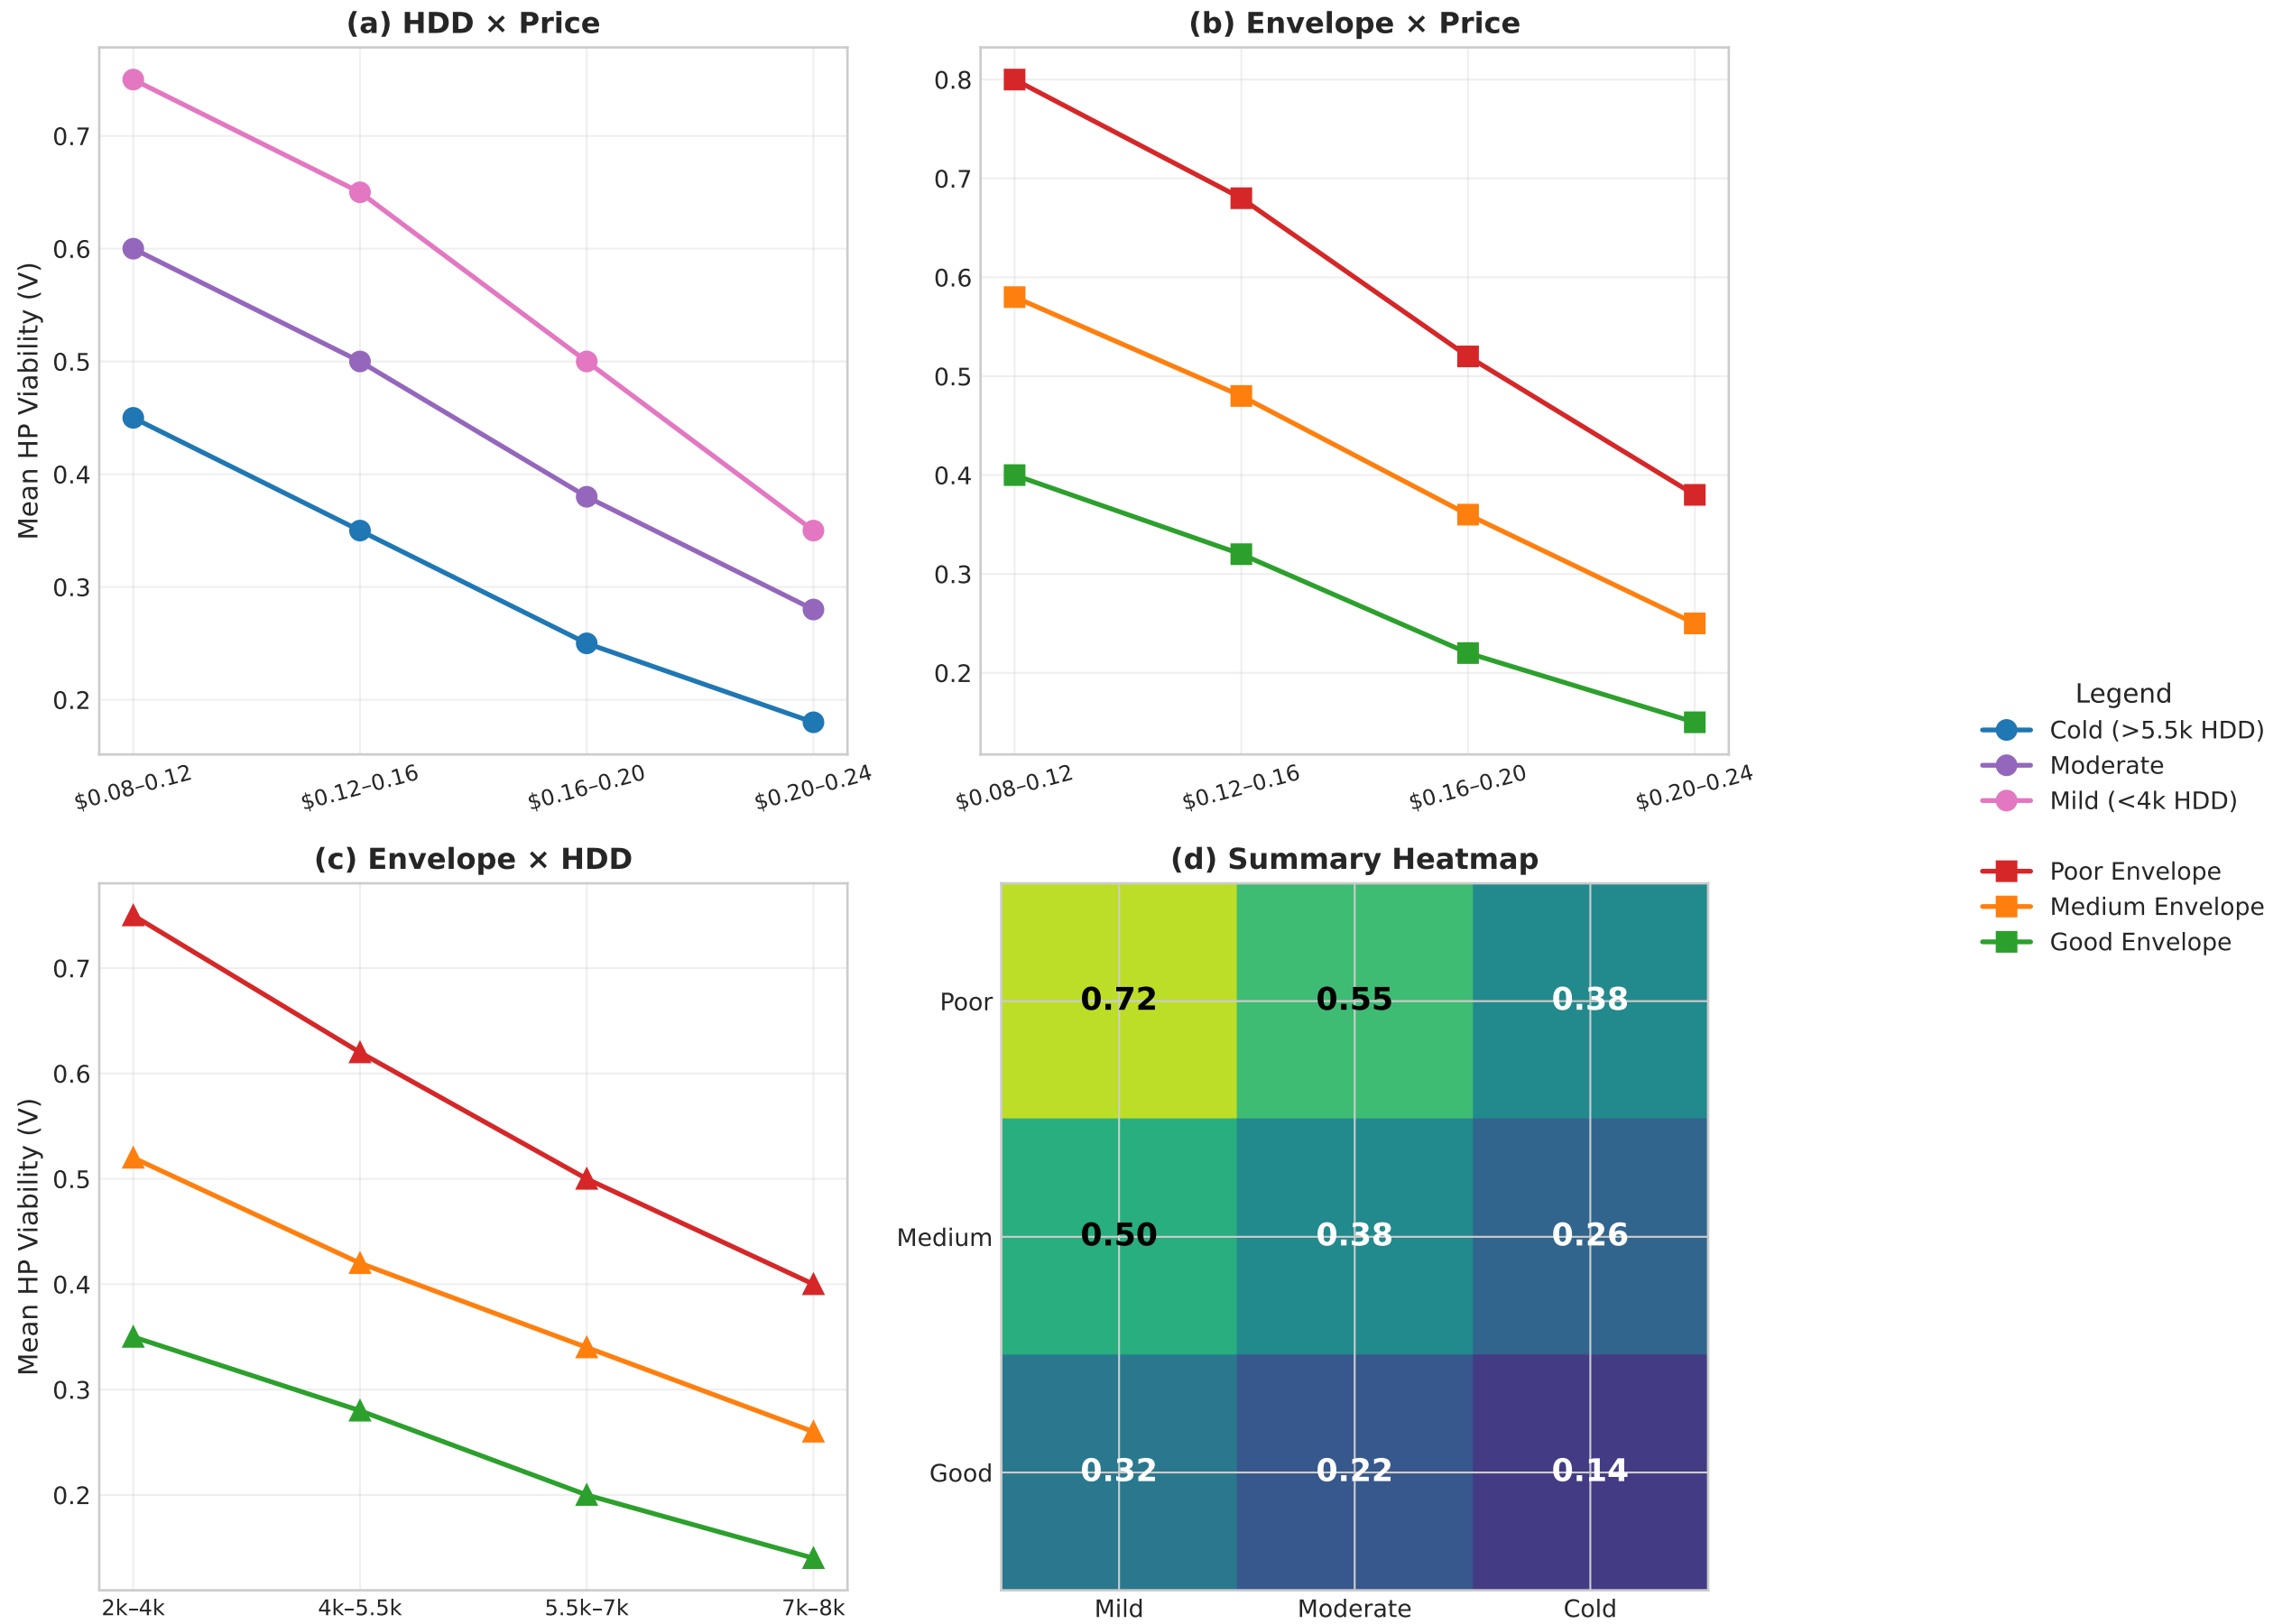 (a) HDD × Price
Mean HP Viability (V)
0.7
0.6
0.5
0.4
0.3
0.2
$0.08–0.12
$0.12–0.16
$0.16–0.20
$0.20–0.24
(b) Envelope × Price
0.8
0.7
0.6
0.5
0.4
0.3
0.2
$0.08–0.12
$0.12–0.16
$0.16–0.20
$0.20–0.24
Legend
Cold (>5.5k HDD)
Moderate
Mild (<4k HDD)
Poor Envelope
Medium Envelope
Good Envelope
(c) Envelope × HDD
Mean HP Viability (V)
0.7
0.6
0.5
0.4
0.3
0.2
2k–4k
4k–5.5k
5.5k–7k
7k–8k
(d) Summary Heatmap
Poor 0.72 0.55 0.38
Medium 0.50 0.38 0.26
Good 0.32 0.22 0.14
Mild Moderate Cold